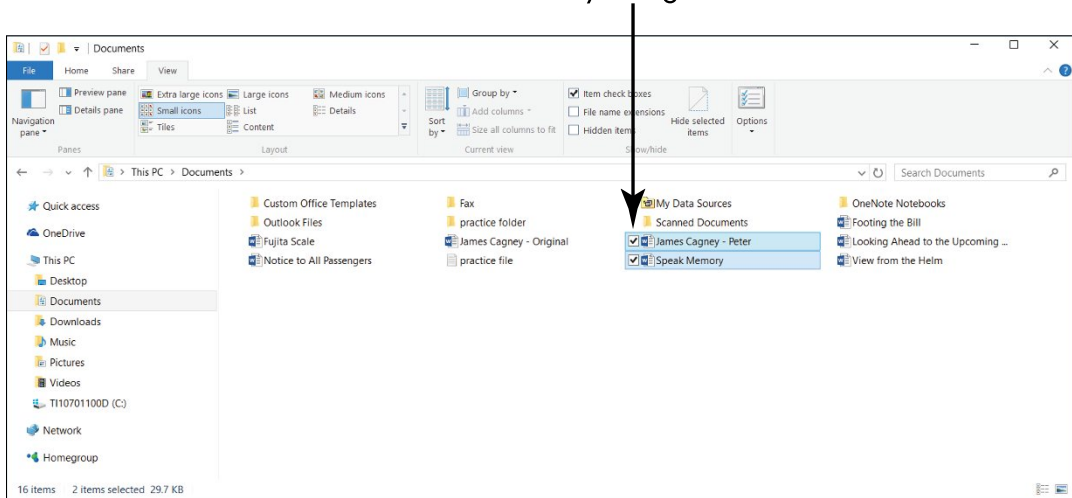 Documents
File Home Share View
Preview pane
Details pane
Navigation pane
Panes
Extra large icons Large icons Medium icons
Small icons List Details
Tiles Content
Layout
Sort by
Group by
Add columns
Size all columns to fit
Current view
Item check boxes
File name extensions
Hidden items
Hide selected items
Options
Show/hide
This PC > Documents >
Search Documents
Quick access
OneDrive
This PC
Desktop
Documents
Downloads
Music
Pictures
Videos
TI10701100D (C:)
Network
Homegroup
Custom Office Templates Fax My Data Sources OneNote Notebooks
Outlook Files practice folder Scanned Documents Footing the Bill
Fujita Scale James Cagney - Original James Cagney - Peter Looking Ahead to the Upcoming ...
Notice to All Passengers practice file Speak Memory View from the Helm
16 items 2 items selected 29.7 KB